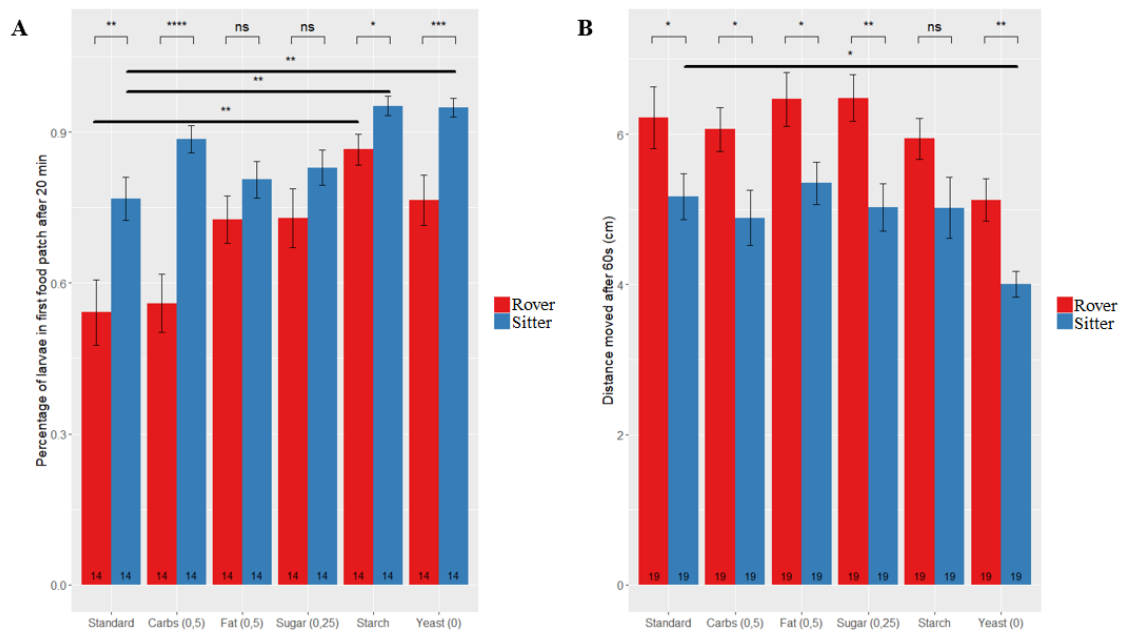 A
Percentage of larvae in first food patch after 20 min
** **** ns ns * ***
**
**
**
0.9
0.6
0.3
0.0
14 14 14 14 14 14 14 14 14 14 14 14
Standard Carbs (0,5) Fat (0,5) Sugar (0,25) Starch Yeast (0)
Rover
Sitter
B
Distance moved after 60s (cm)
* * * ** ns **
*
6
4
2
0
19 19 19 19 19 19 19 19 19 19 19 19
Standard Carbs (0,5) Fat (0,5) Sugar (0,25) Starch Yeast (0)
Rover
Sitter